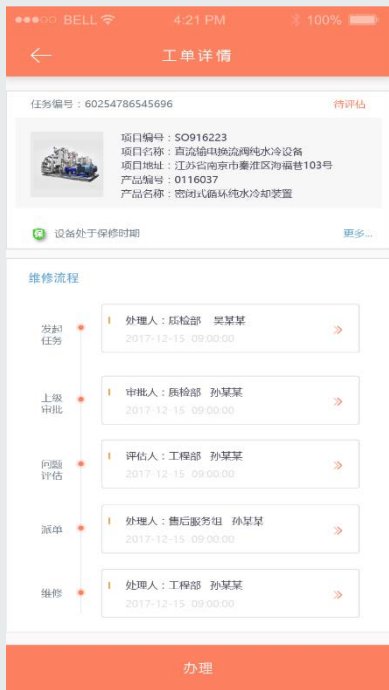 BELL 4:21 PM 100%
工单详情
任务编号：60254786545696 待评估
项目编号：SO916223
项目名称：直流输电换流阀纯水冷设备
项目地址：江苏省南京市秦淮区海福巷103号
产品编号：0116037
产品名称：密闭式循环纯水冷却装置
保 设备处于保修时期 更多...
维修流程
发起任务
处理人：质检部 吴某某
2017-12-15 09:00:00
上级审批
审批人：质检部 孙某某
2017-12-15 09:00:00
问题评估
评估人：工程部 孙某某
2017-12-15 09:00:00
派单
处理人：售后服务组 孙某某
2017-12-15 09:00:00
维修
处理人：工程部 孙某某
2017-12-15 09:00:00
办理